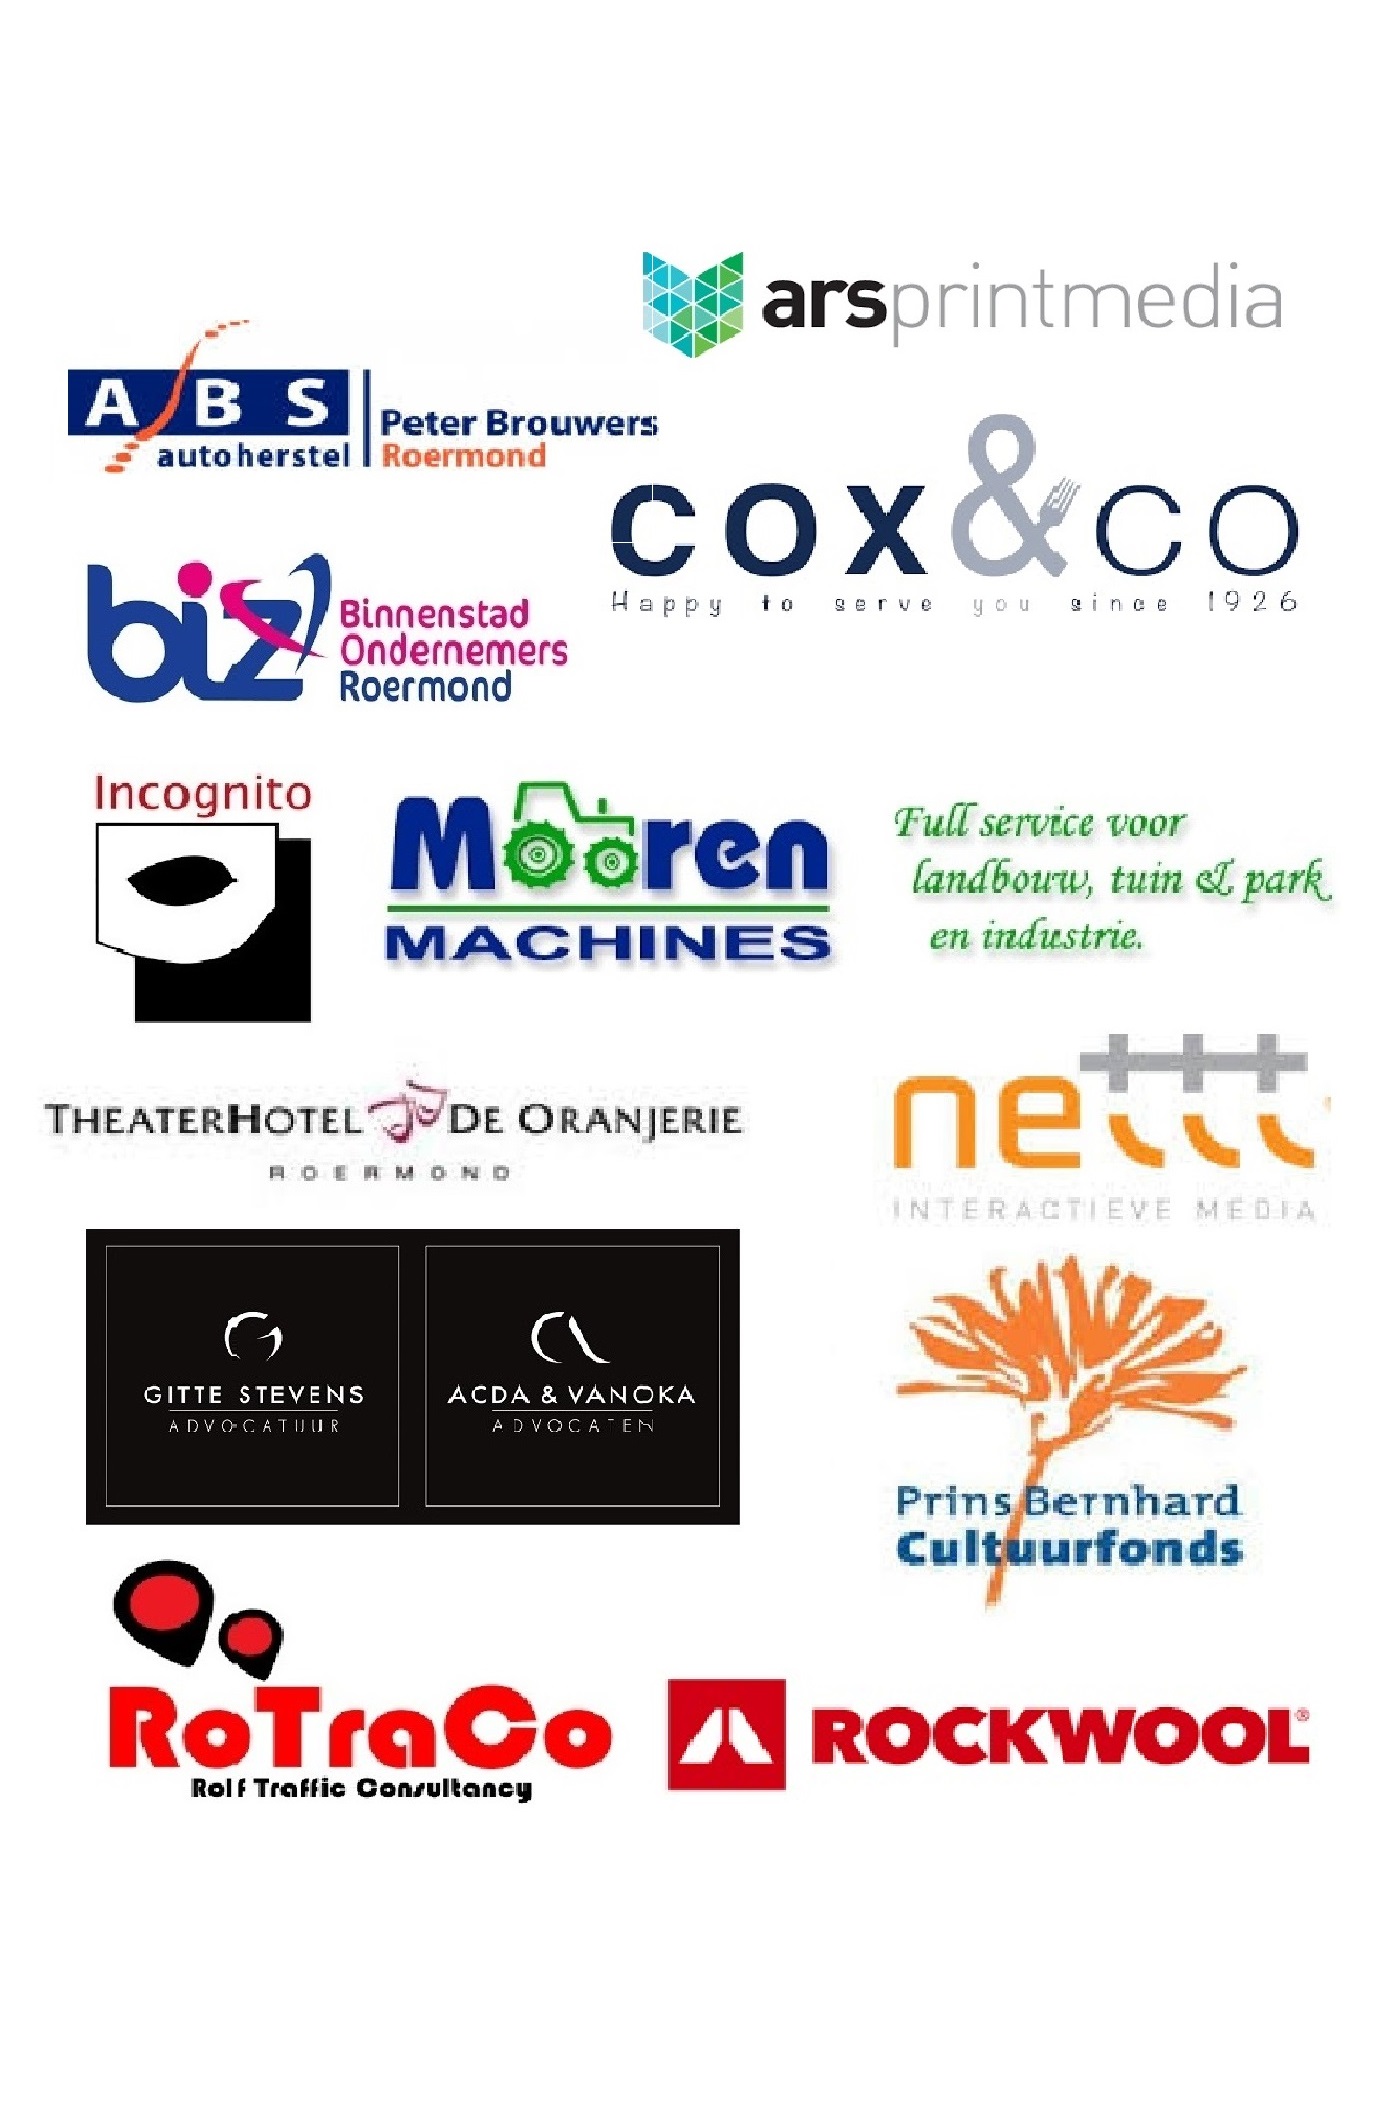 arsprintmedia
ABS
autoherstel
Peter Brouwers
Roermond
cox&co
Happy to serve you since 1926
biz
Binnenstad
Ondernemers
Roermond
Incognito
Mooren
MACHINES
Full service voor
landbouw, tuin & park
en industrie.
THEATERHOTEL DE ORANJERIE
ROERMOND
nettt
INTERACTIEVE MEDIA
GITTE STEVENS
ADVOCATUUR
ACDA & VANOKA
ADVOCATEN
Prins Bernhard
Cultuurfonds
RoTraCo
Rolf Traffic Consultancy
ROCKWOOL®